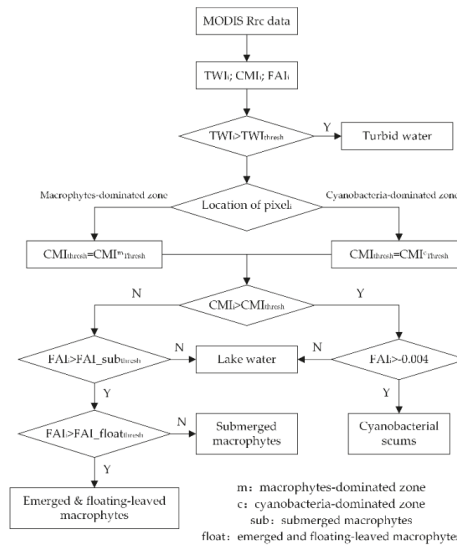 MODIS Rrc data
TWIᵢ; CMIᵢ; FAIᵢ
TWIᵢ>TWIthresh
Y
Turbid water
Macrophytes-dominated zone
Location of pixelᵢ
Cyanobacteria-dominated zone
CMIthresh=CMIᵐThresh
CMIthresh=CMIᶜThresh
N
CMIᵢ>CMIthresh
Y
FAIᵢ>FAI_subthresh
N
Lake water
N
FAIᵢ>-0.004
Y
Y
FAIᵢ>FAI_floatthresh
N
Submerged
macrophytes
Cyanobacterial
scums
Y
Emerged & floating-leaved
macrophytes
m: macrophytes-dominated zone
c: cyanobacteria-dominated zone
sub: submerged macrophytes
float: emerged and floating-leaved macrophytes